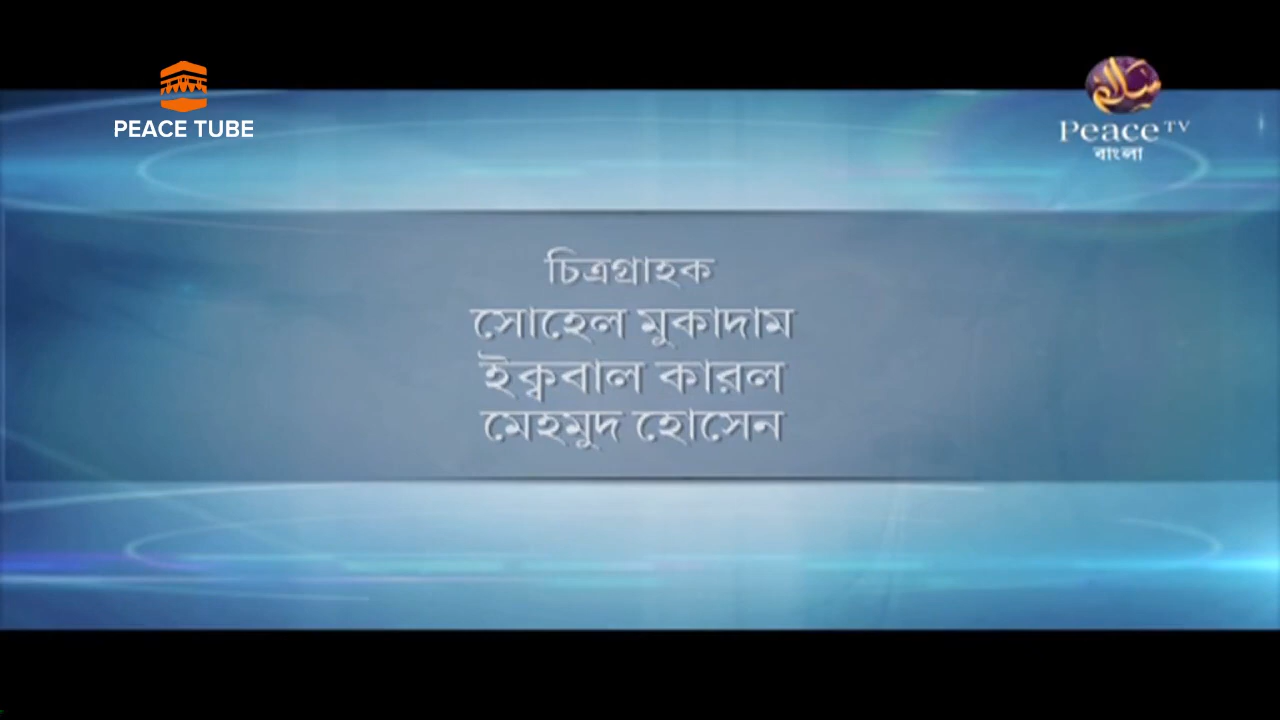 PEACE TUBE
Peace TV
বাংলা
চিত্রগ্রাহক
সোহেল মুকাদাম
ইক্ববাল কারল
মেহমুদ হোসেন